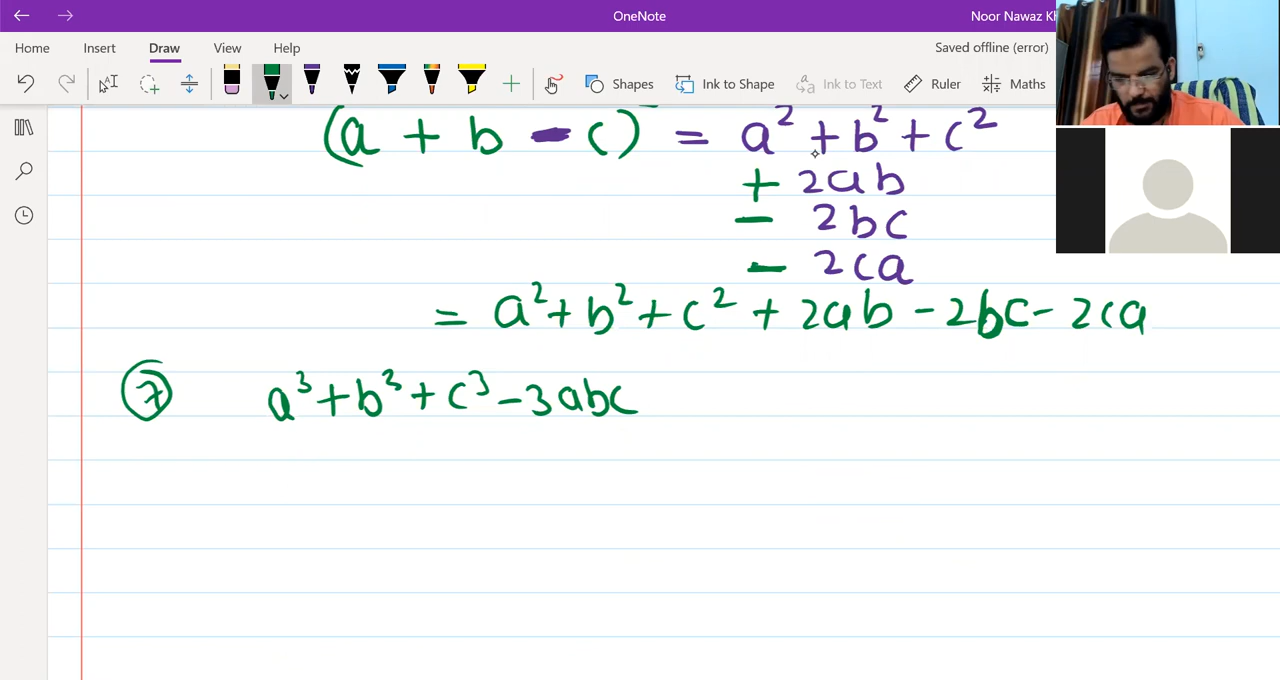 OneNote
Noor Nawaz Kh
Home Insert Draw View Help
Saved offline (error)
Shapes Ink to Shape Ink to Text Ruler Maths
(a + b - c)² = a² + b² + c²
+ 2ab
- 2bc
- 2ca
= a² + b² + c² + 2ab - 2bc - 2ca
⑦ a³ + b³ + c³ - 3abc